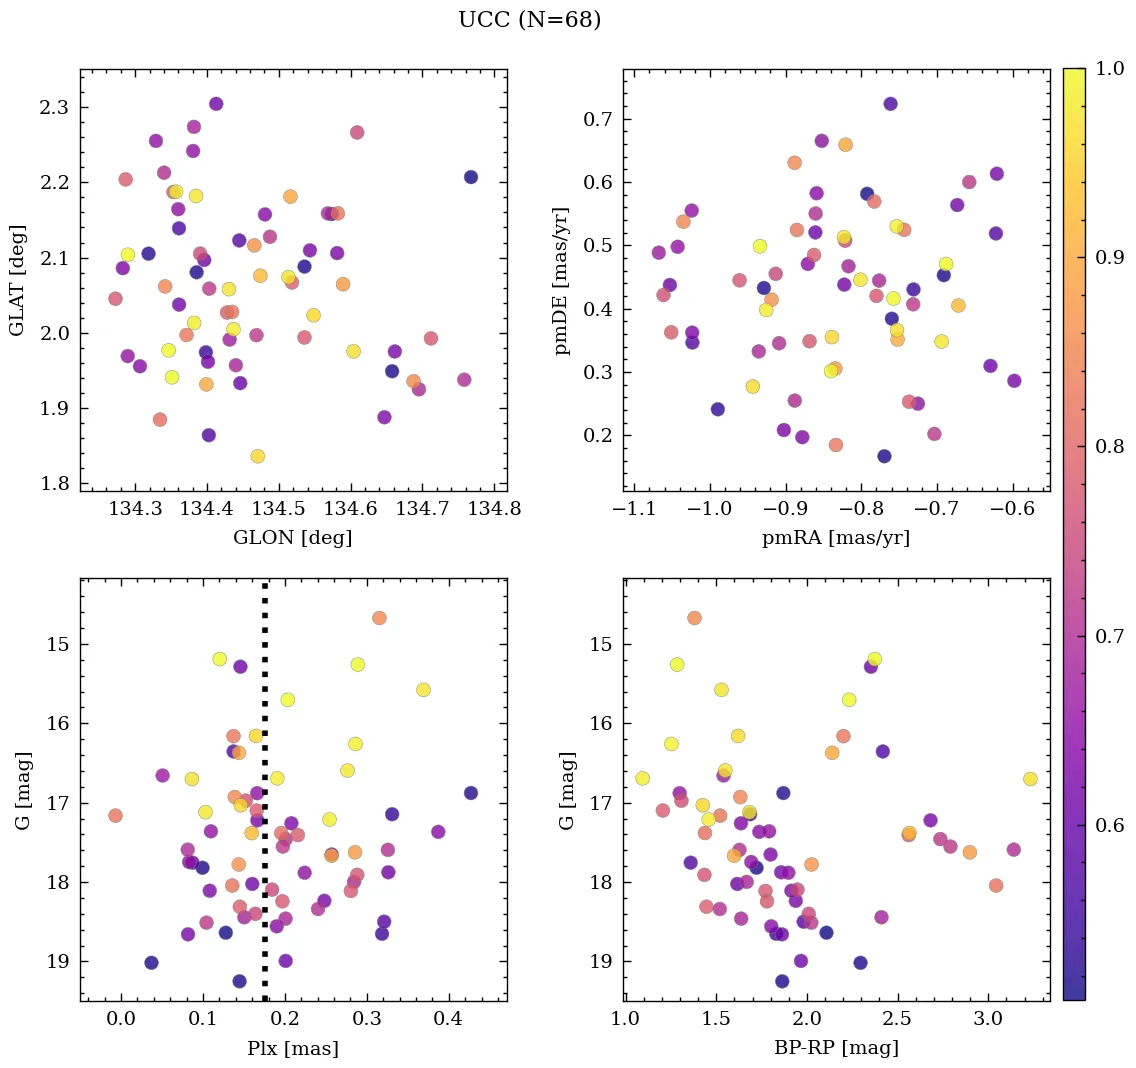 UCC (N=68)
2.3
2.2
2.1
2.0
1.9
1.8
GLAT [deg]
134.3 134.4 134.5 134.6 134.7 134.8
GLON [deg]
0.7
0.6
0.5
0.4
0.3
0.2
pmDE [mas/yr]
−1.1 −1.0 −0.9 −0.8 −0.7 −0.6
pmRA [mas/yr]
15
16
17
18
19
G [mag]
0.0 0.1 0.2 0.3 0.4
Plx [mas]
15
16
17
18
19
G [mag]
1.0 1.5 2.0 2.5 3.0
BP-RP [mag]
1.0
0.9
0.8
0.7
0.6